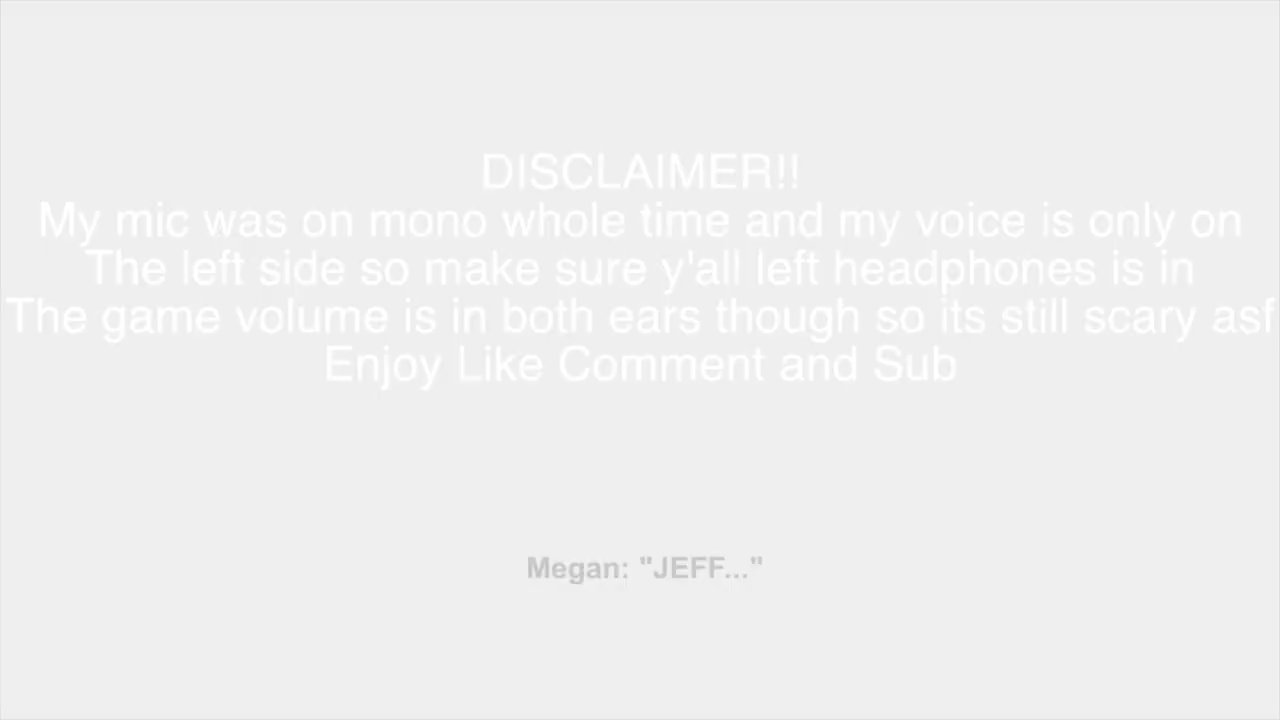 DISCLAIMER!!
My mic was on mono whole time and my voice is only on
The left side so make sure y'all left headphones is in
The game volume is in both ears though so its still scary asf
Enjoy Like Comment and Sub
Megan: "JEFF..."